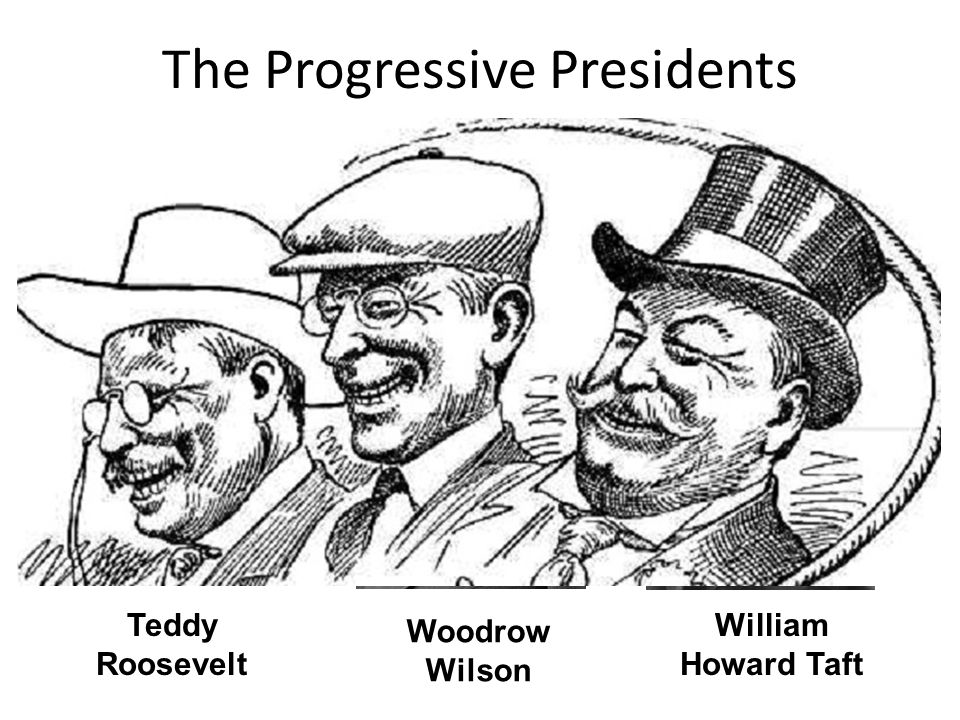 The Progressive Presidents
Teddy
Roosevelt
Woodrow
Wilson
William
Howard Taft